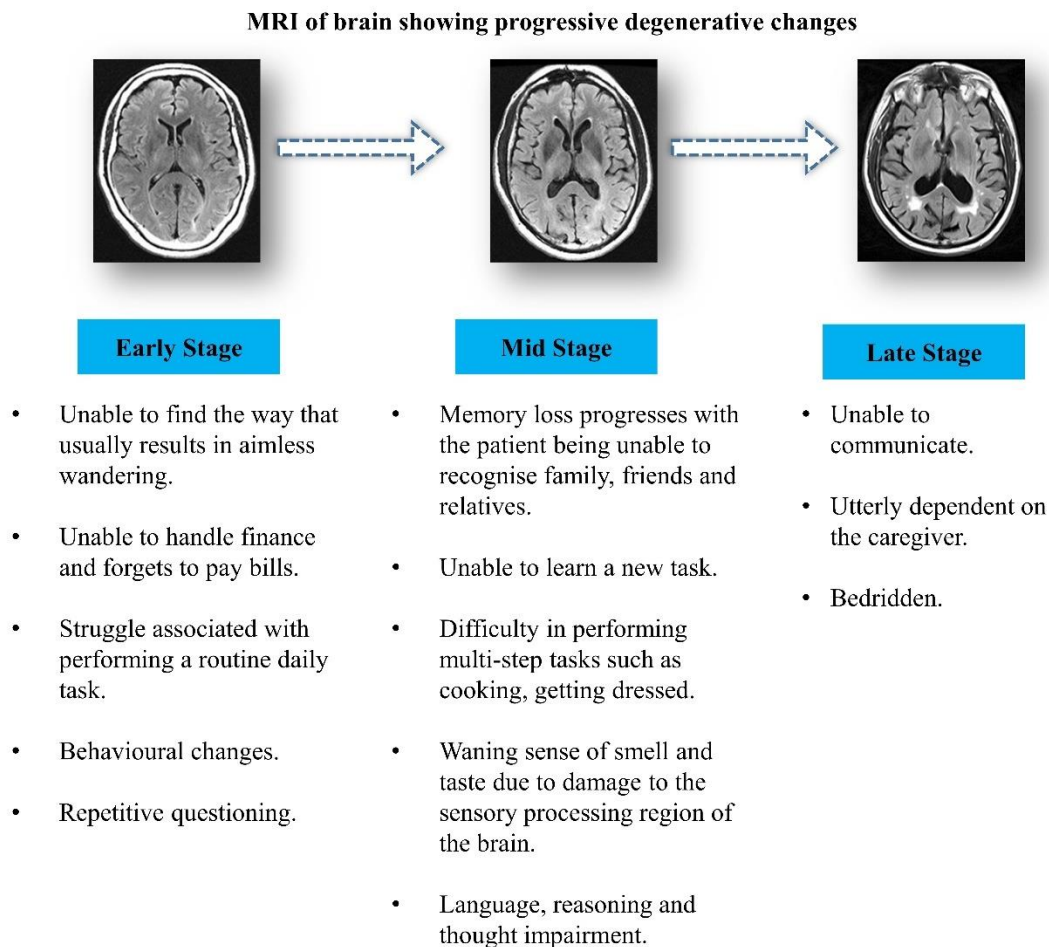 MRI of brain showing progressive degenerative changes
Early Stage
• Unable to find the way that
usually results in aimless
wandering.
• Unable to handle finance
and forgets to pay bills.
• Struggle associated with
performing a routine daily
task.
• Behavioural changes.
• Repetitive questioning.
Mid Stage
• Memory loss progresses with
the patient being unable to
recognise family, friends and
relatives.
• Unable to learn a new task.
• Difficulty in performing
multi-step tasks such as
cooking, getting dressed.
• Waning sense of smell and
taste due to damage to the
sensory processing region of
the brain.
• Language, reasoning and
thought impairment.
Late Stage
• Unable to
communicate.
• Utterly dependent on
the caregiver.
• Bedridden.